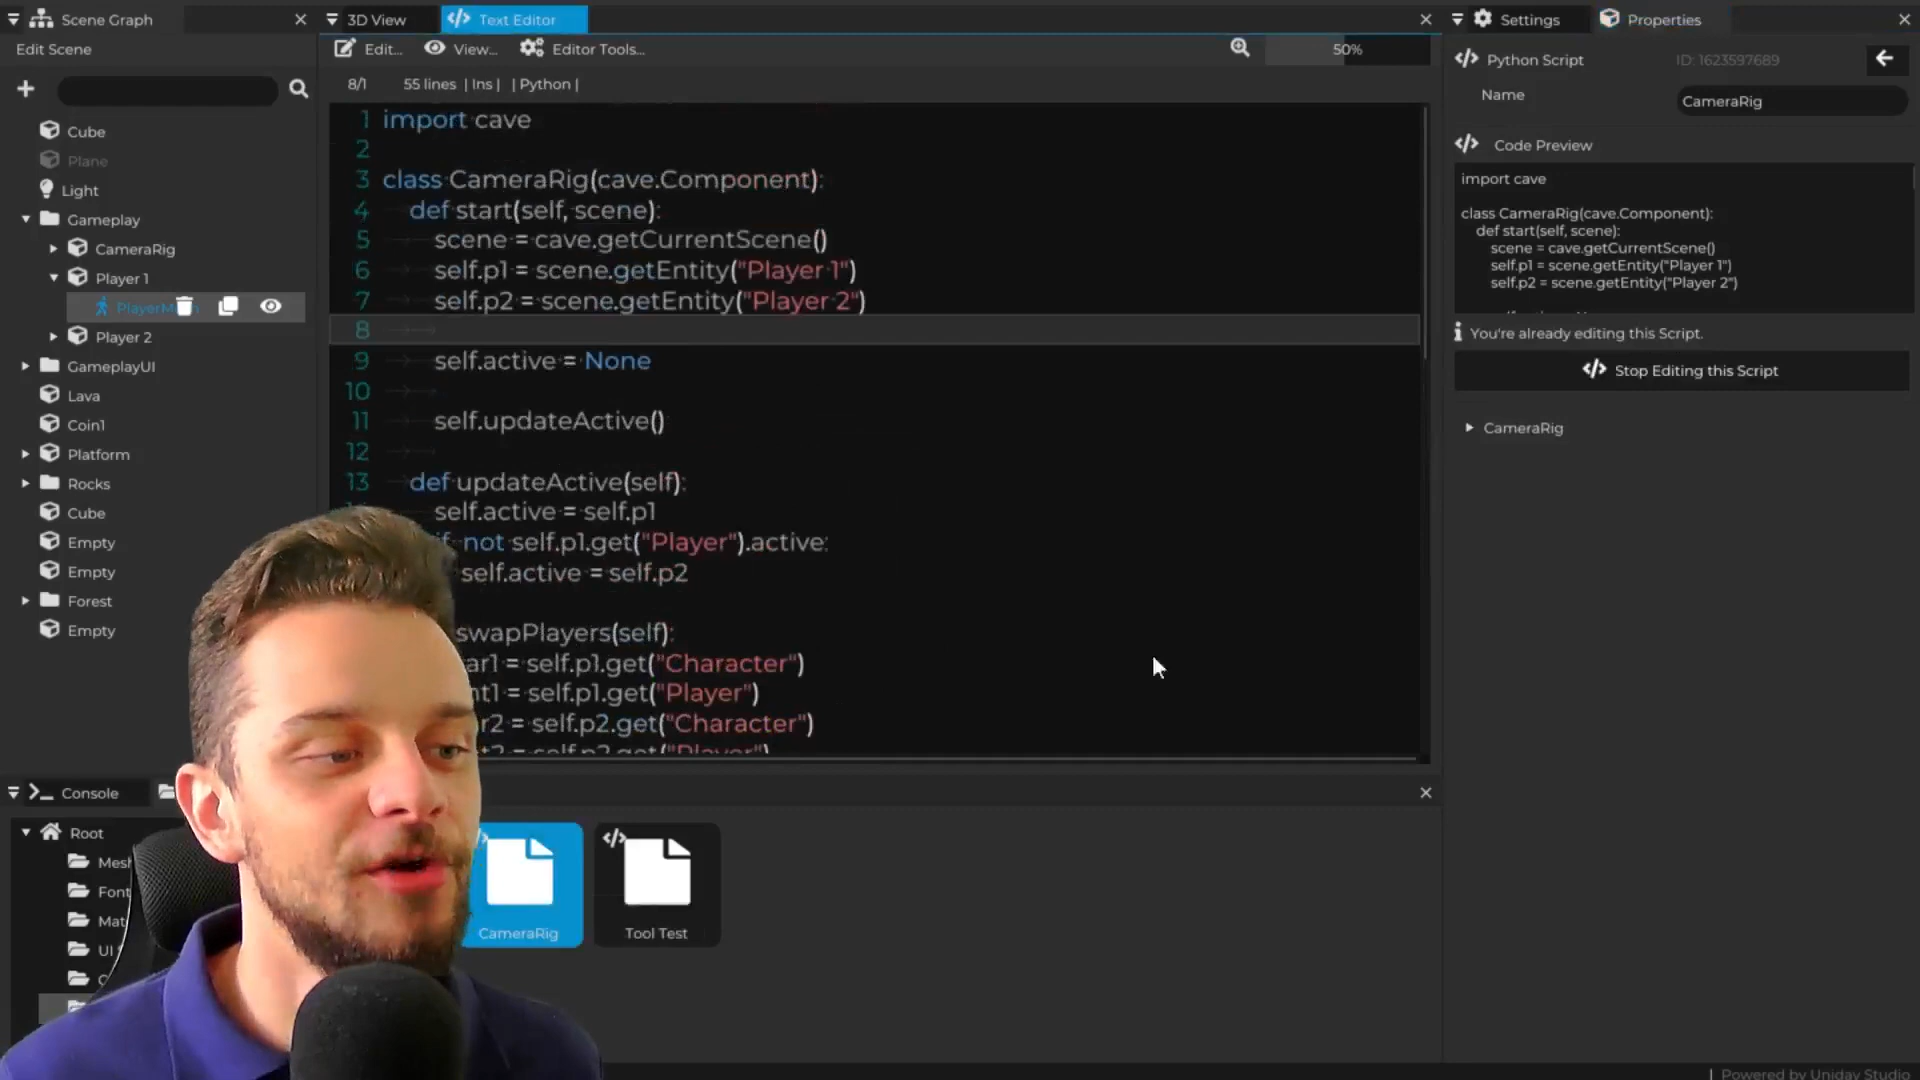 Scene Graph
3D View
Text Editor
Settings
Properties
Edit Scene
Edit...
View...
Editor Tools...
50%
8/1 55 lines | Ins | | Python |
Python Script
ID: 1623597689
Name
CameraRig
Cube
Plane
Light
Gameplay
CameraRig
Player 1
Player 2
GameplayUI
Lava
Coin1
Platform
Rocks
Cube
Empty
Empty
Forest
Empty
1 import cave
2
3 class CameraRig(cave.Component):
4 def start(self, scene):
5 scene = cave.getCurrentScene()
6 self.p1 = scene.getEntity("Player 1")
7 self.p2 = scene.getEntity("Player 2")
8
9 self.active = None
10
11 self.updateActive()
12
13 def updateActive(self):
self.active = self.p1
if not self.p1.get("Player").active:
self.active = self.p2
swapPlayers(self):
= self.p1.get("Character")
= self.p1.get("Player")
= self.p2.get("Character")
= self.p2.get("Player")
Code Preview
import cave
class CameraRig(cave.Component):
def start(self, scene):
scene = cave.getCurrentScene()
self.p1 = scene.getEntity("Player 1")
self.p2 = scene.getEntity("Player 2")
You're already editing this Script.
Stop Editing this Script
CameraRig
Console
Root
CameraRig
Tool Test
Powered by Uniday Studio